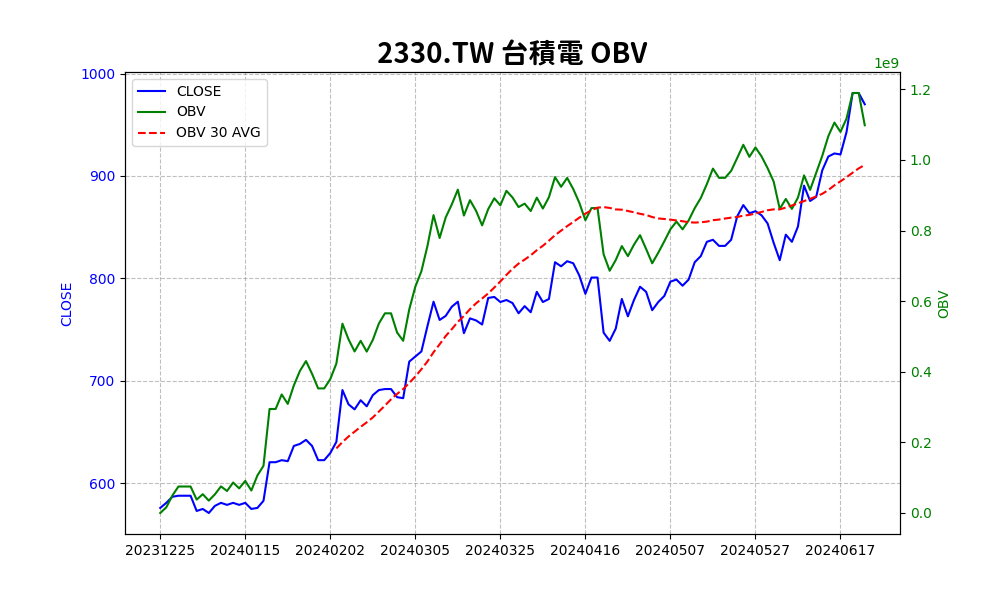 2330.TW 台積電 OBV
1e9
CLOSE
OBV
OBV 30 AVG
1000
900
800
700
600
CLOSE
1.2
1.0
0.8
0.6
0.4
0.2
0.0
OBV
20231225 20240115 20240202 20240305 20240325 20240416 20240507 20240527 20240617